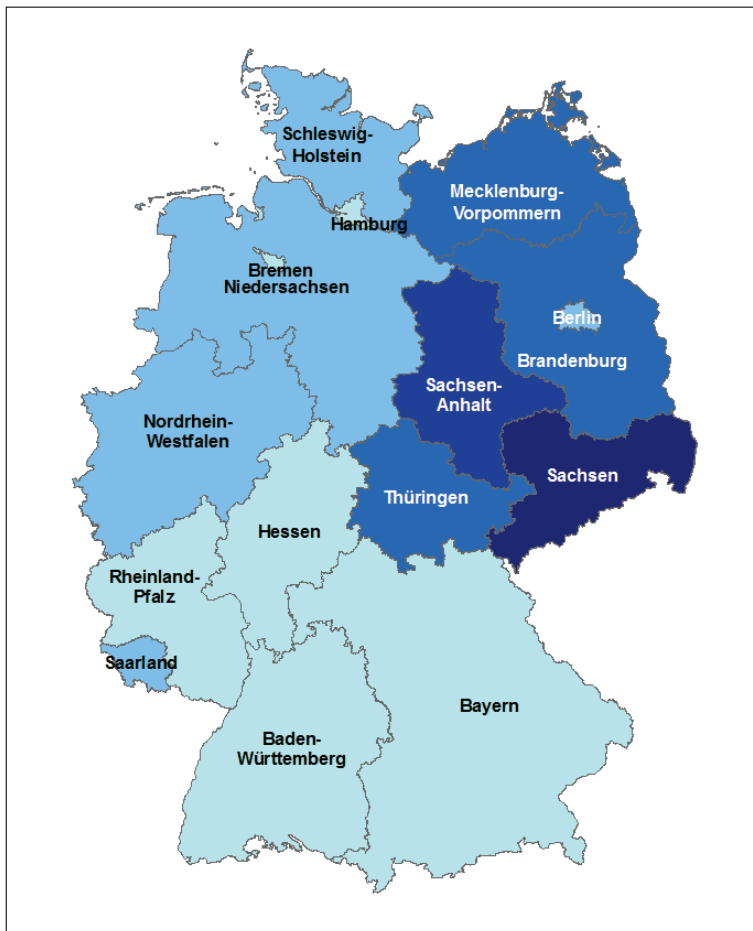 Schleswig-
Holstein
Mecklenburg-
Vorpommern
Hamburg
Bremen
Niedersachsen
Berlin
Brandenburg
Sachsen-
Anhalt
Nordrhein-
Westfalen
Sachsen
Thüringen
Hessen
Rheinland-
Pfalz
Saarland
Bayern
Baden-
Württemberg